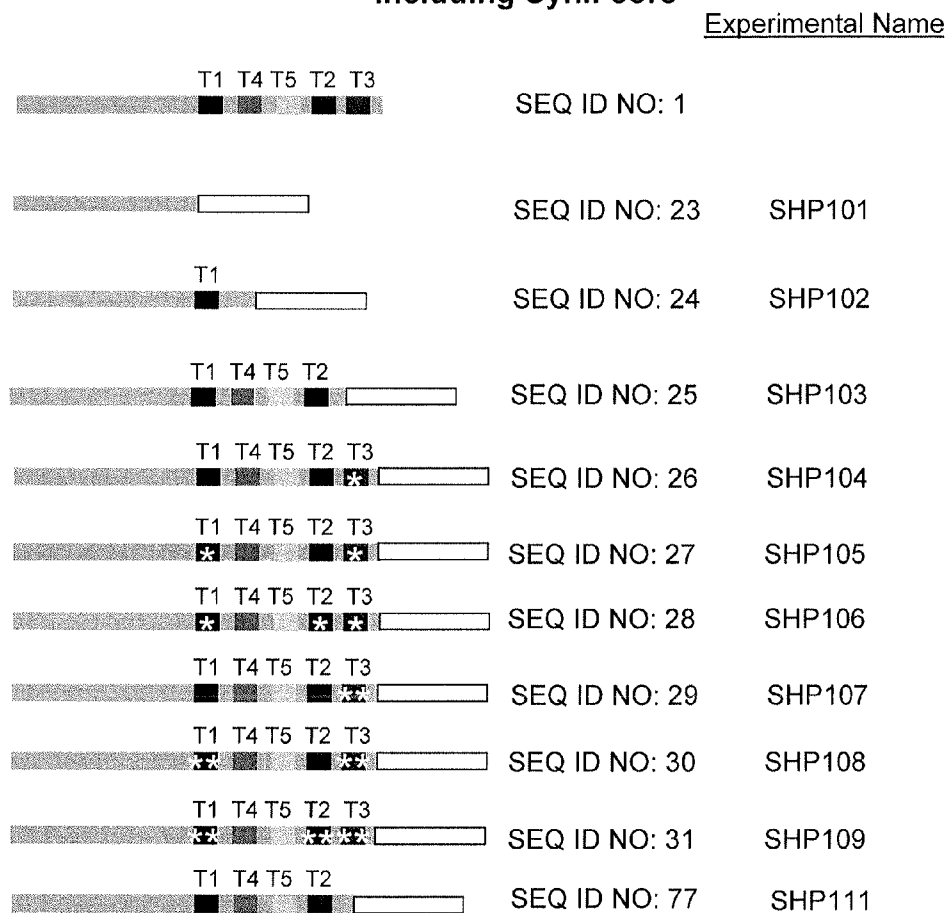 Experimental Name
T1 T4 T5 T2 T3
SEQ ID NO: 1
SEQ ID NO: 23 SHP101
T1
SEQ ID NO: 24 SHP102
T1 T4 T5 T2
SEQ ID NO: 25 SHP103
T1 T4 T5 T2 T3
* SEQ ID NO: 26 SHP104
T1 T4 T5 T2 T3
* * SEQ ID NO: 27 SHP105
T1 T4 T5 T2 T3
* * * SEQ ID NO: 28 SHP106
T1 T4 T5 T2 T3
** SEQ ID NO: 29 SHP107
T1 T4 T5 T2 T3
** ** SEQ ID NO: 30 SHP108
T1 T4 T5 T2 T3
** ** ** SEQ ID NO: 31 SHP109
T1 T4 T5 T2
SEQ ID NO: 77 SHP111